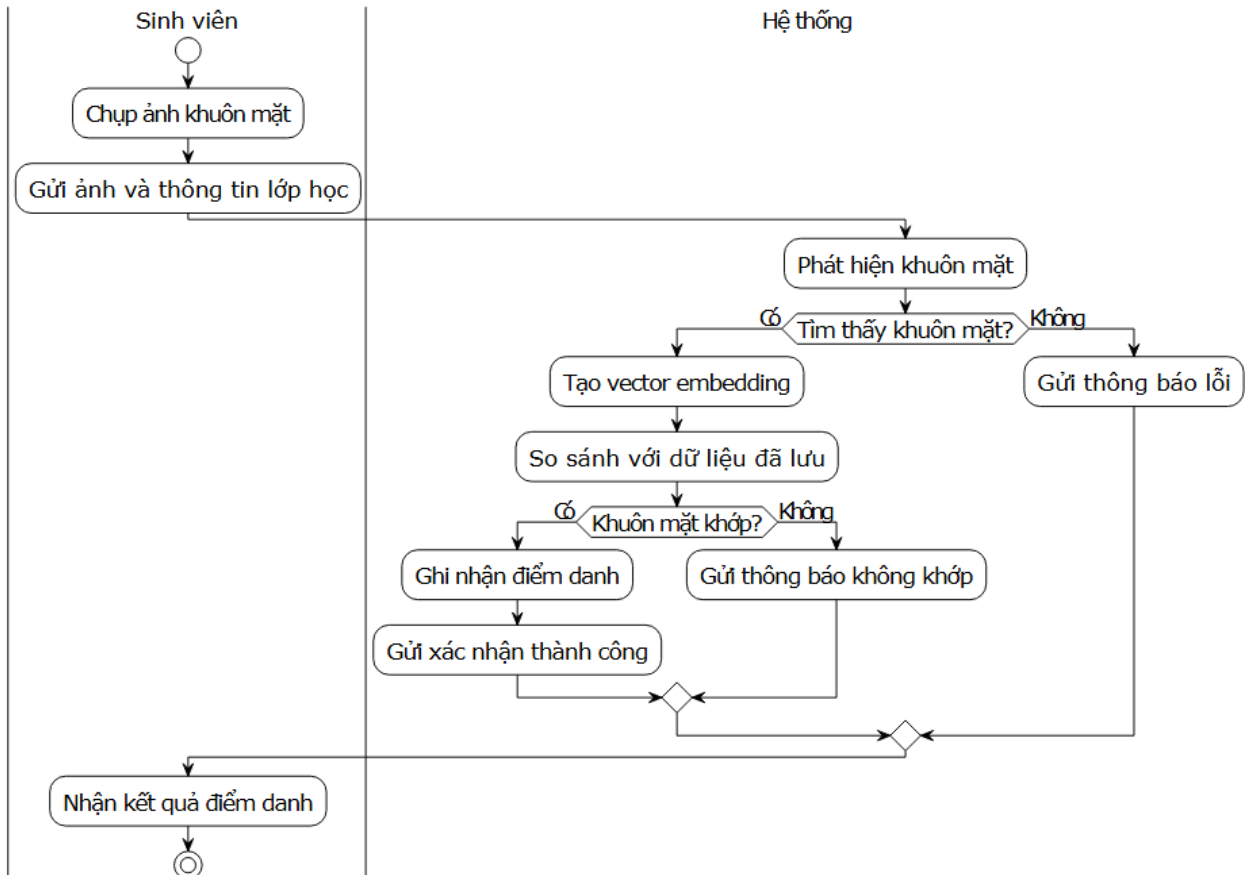 Sinh viên
Hệ thống
Chụp ảnh khuôn mặt
Gửi ảnh và thông tin lớp học
Phát hiện khuôn mặt
Có
Tìm thấy khuôn mặt?
Không
Tạo vector embedding
Gửi thông báo lỗi
So sánh với dữ liệu đã lưu
Có
Khuôn mặt khớp?
Không
Ghi nhận điểm danh
Gửi thông báo không khớp
Gửi xác nhận thành công
Nhận kết quả điểm danh